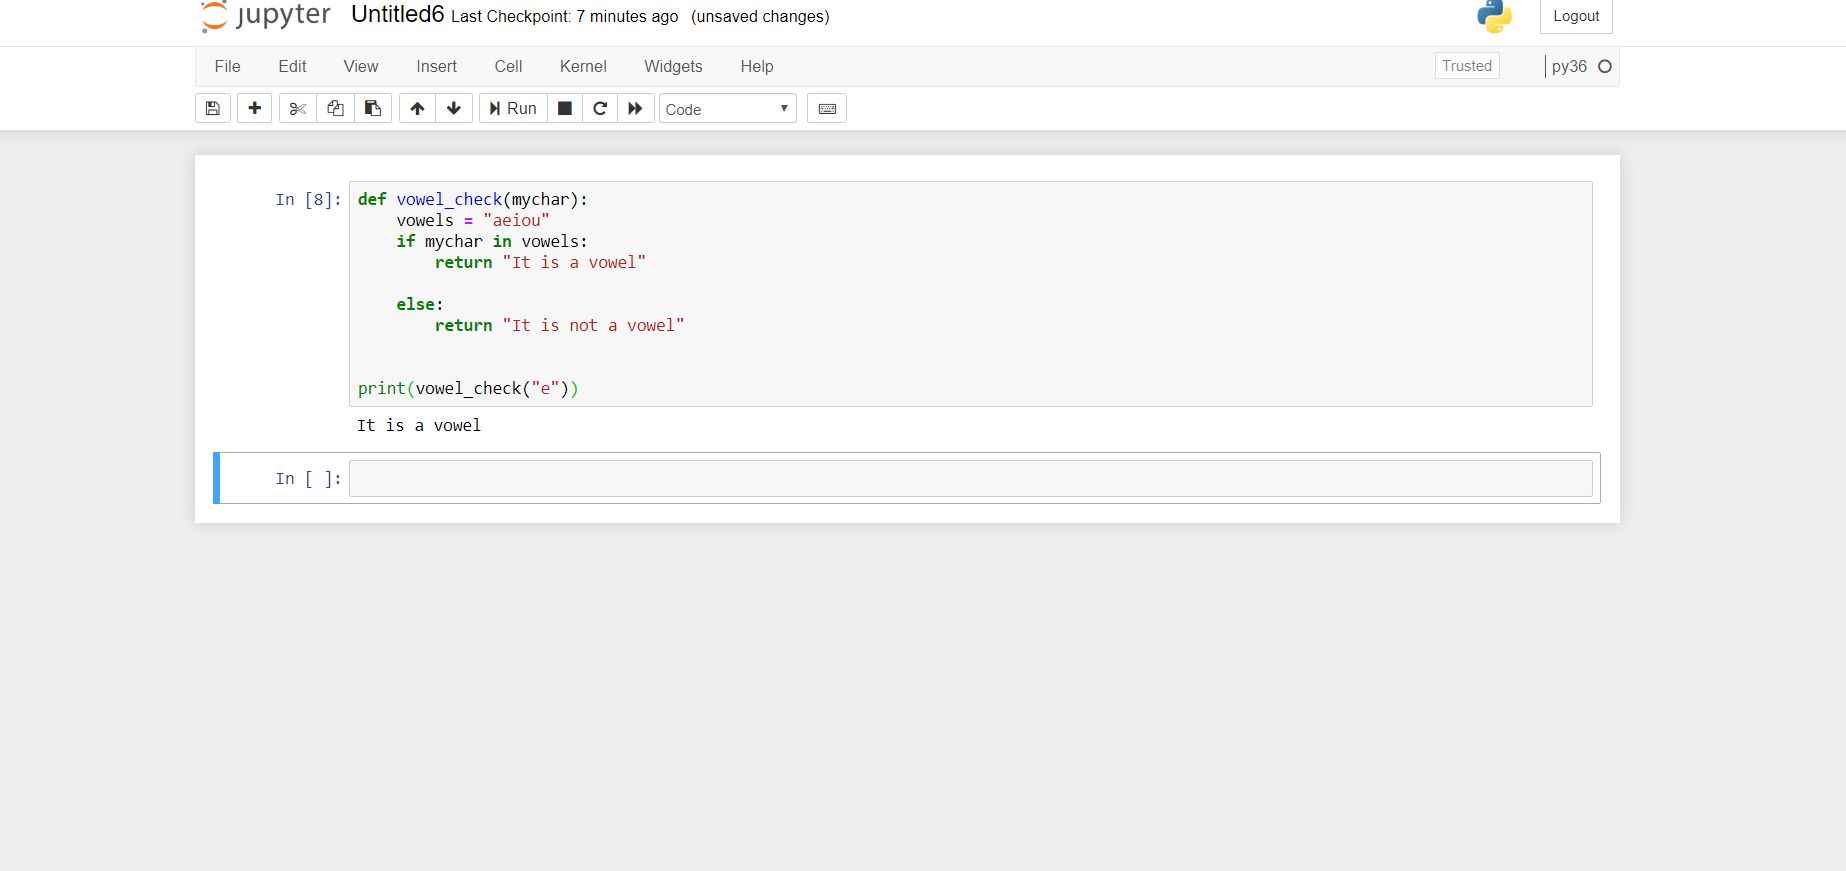 jupyter Untitled6 Last Checkpoint: 7 minutes ago (unsaved changes) Logout
File Edit View Insert Cell Kernel Widgets Help Trusted py36
Run Code
In [8]: def vowel_check(mychar):
    vowels = "aeiou"
    if mychar in vowels:
        return "It is a vowel"
    else:
        return "It is not a vowel"
print(vowel_check("e"))
It is a vowel
In [ ]: